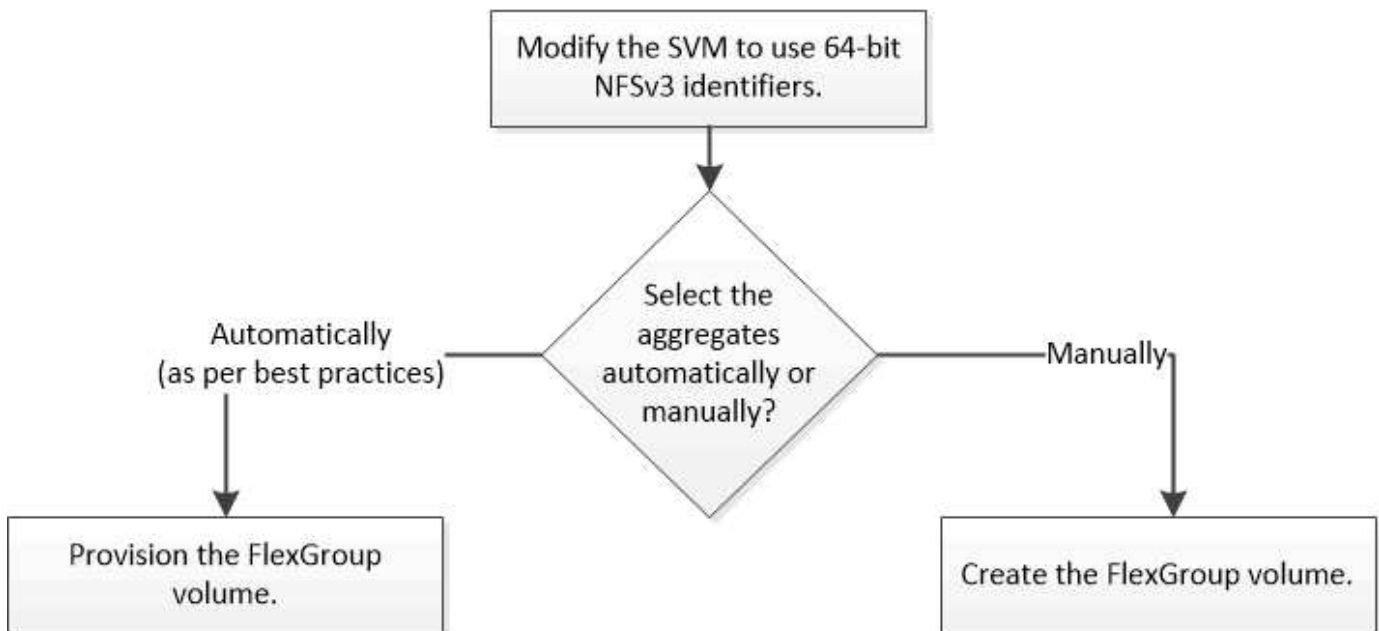 Modify the SVM to use 64-bit
NFSv3 identifiers.
Select the
aggregates
automatically or
manually?
Automatically
(as per best practices)
Manually
Provision the FlexGroup
volume.
Create the FlexGroup volume.